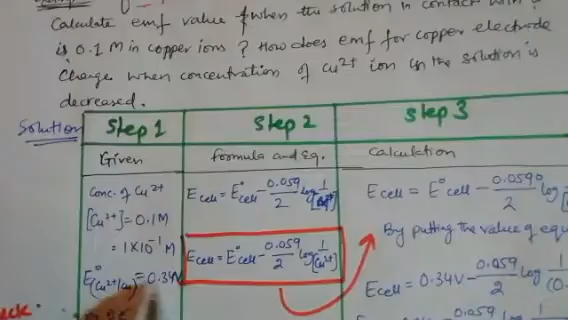 Calculate emf value of when the solution in contact with
is 0.1 M in copper ions ? How does emf for copper electrode
change when concentration of Cu2+ ion in the solution is
decreased.
Solution
Step 1
Step 2
Step 3
Given
formula and Eq.
Calculation
Conc. of Cu2+
[Cu2+] = 0.1M
= 1×10-1 M
E°(Cu2+/Cu) = 0.34V
Ecell = E°cell - 0.059/2 log 1/
Ecell = E°cell - 0.059/2 log 1/[Cu2+]
Ecell = E°cell - 0.0590/2 log
By putting the value of equ
Ecell = 0.34V - 0.059/2 log 1/(0.